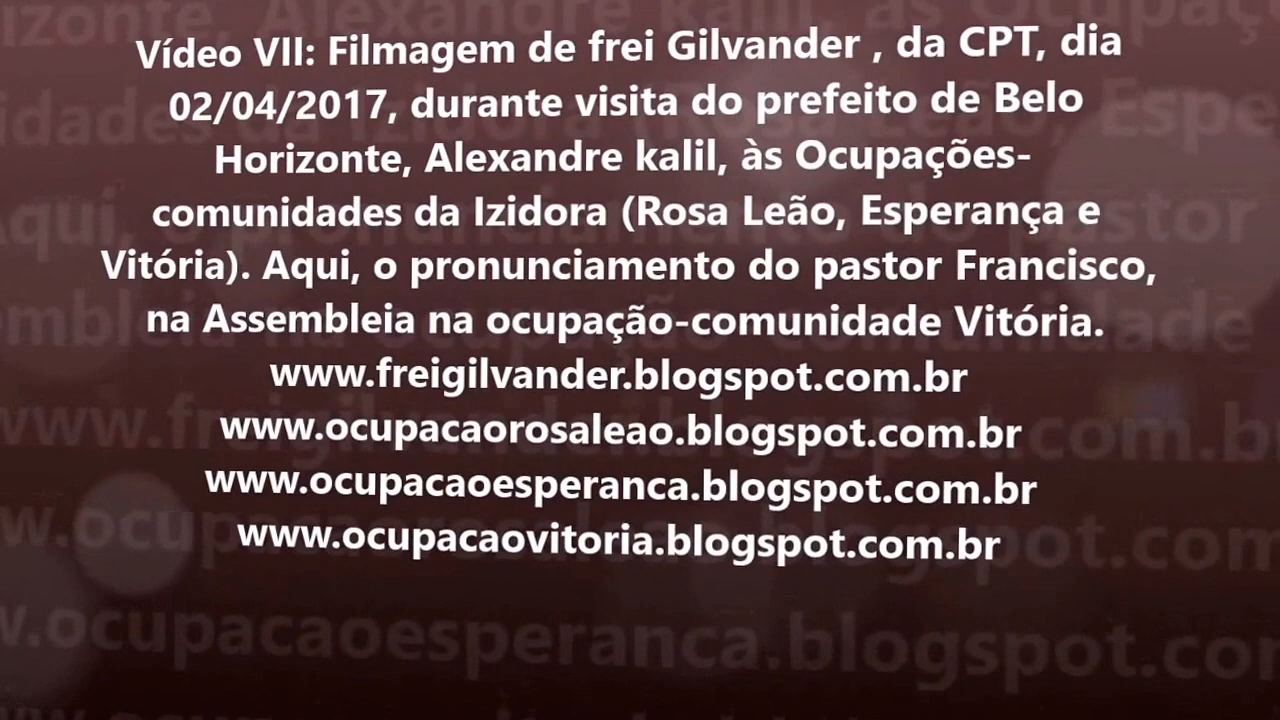 Vídeo VII: Filmagem de frei Gilvander , da CPT, dia
02/04/2017, durante visita do prefeito de Belo
Horizonte, Alexandre kalil, às Ocupações-
comunidades da Izidora (Rosa Leão, Esperança e
Vitória). Aqui, o pronunciamento do pastor Francisco,
na Assembleia na ocupação-comunidade Vitória.
www.freigilvander.blogspot.com.br
www.ocupacaorosaleao.blogspot.com.br
www.ocupacaoesperanca.blogspot.com.br
www.ocupacaovitoria.blogspot.com.br